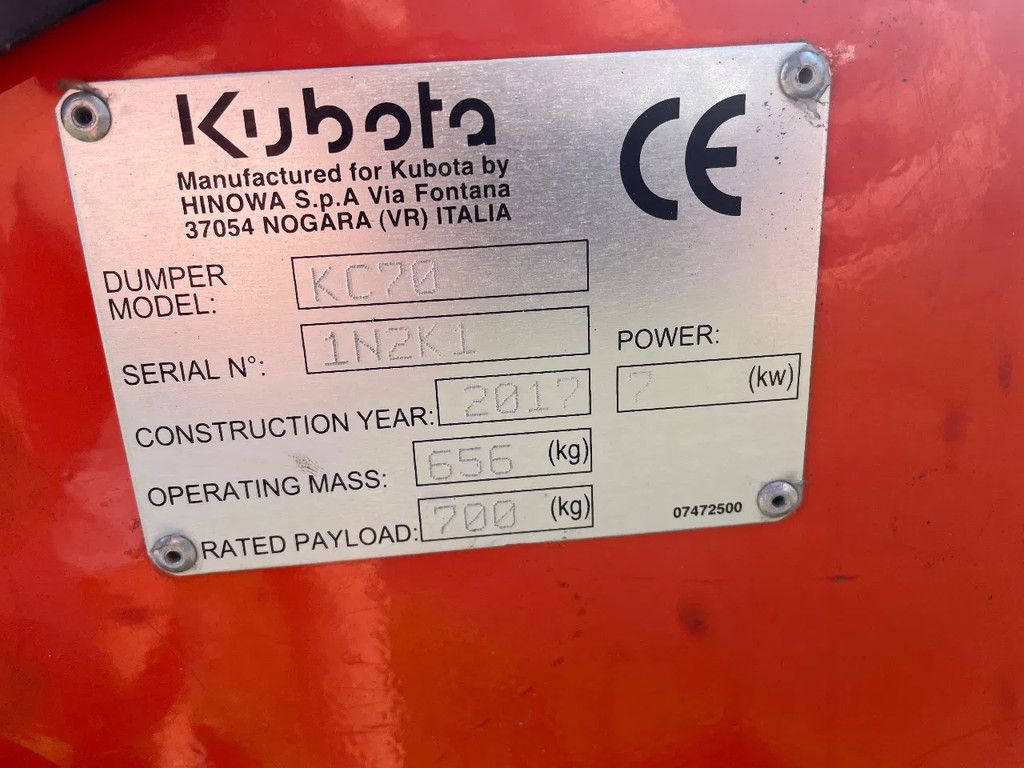 Kubota
CE
Manufactured for Kubota by
HINOWA S.p.A Via Fontana
37054 NOGARA (VR) ITALIA
DUMPER
MODEL: KC70
SERIAL N°: 1N2K1
POWER:
7 (kw)
CONSTRUCTION YEAR: 2017
OPERATING MASS: 656 (kg)
RATED PAYLOAD: 700 (kg)
07472500